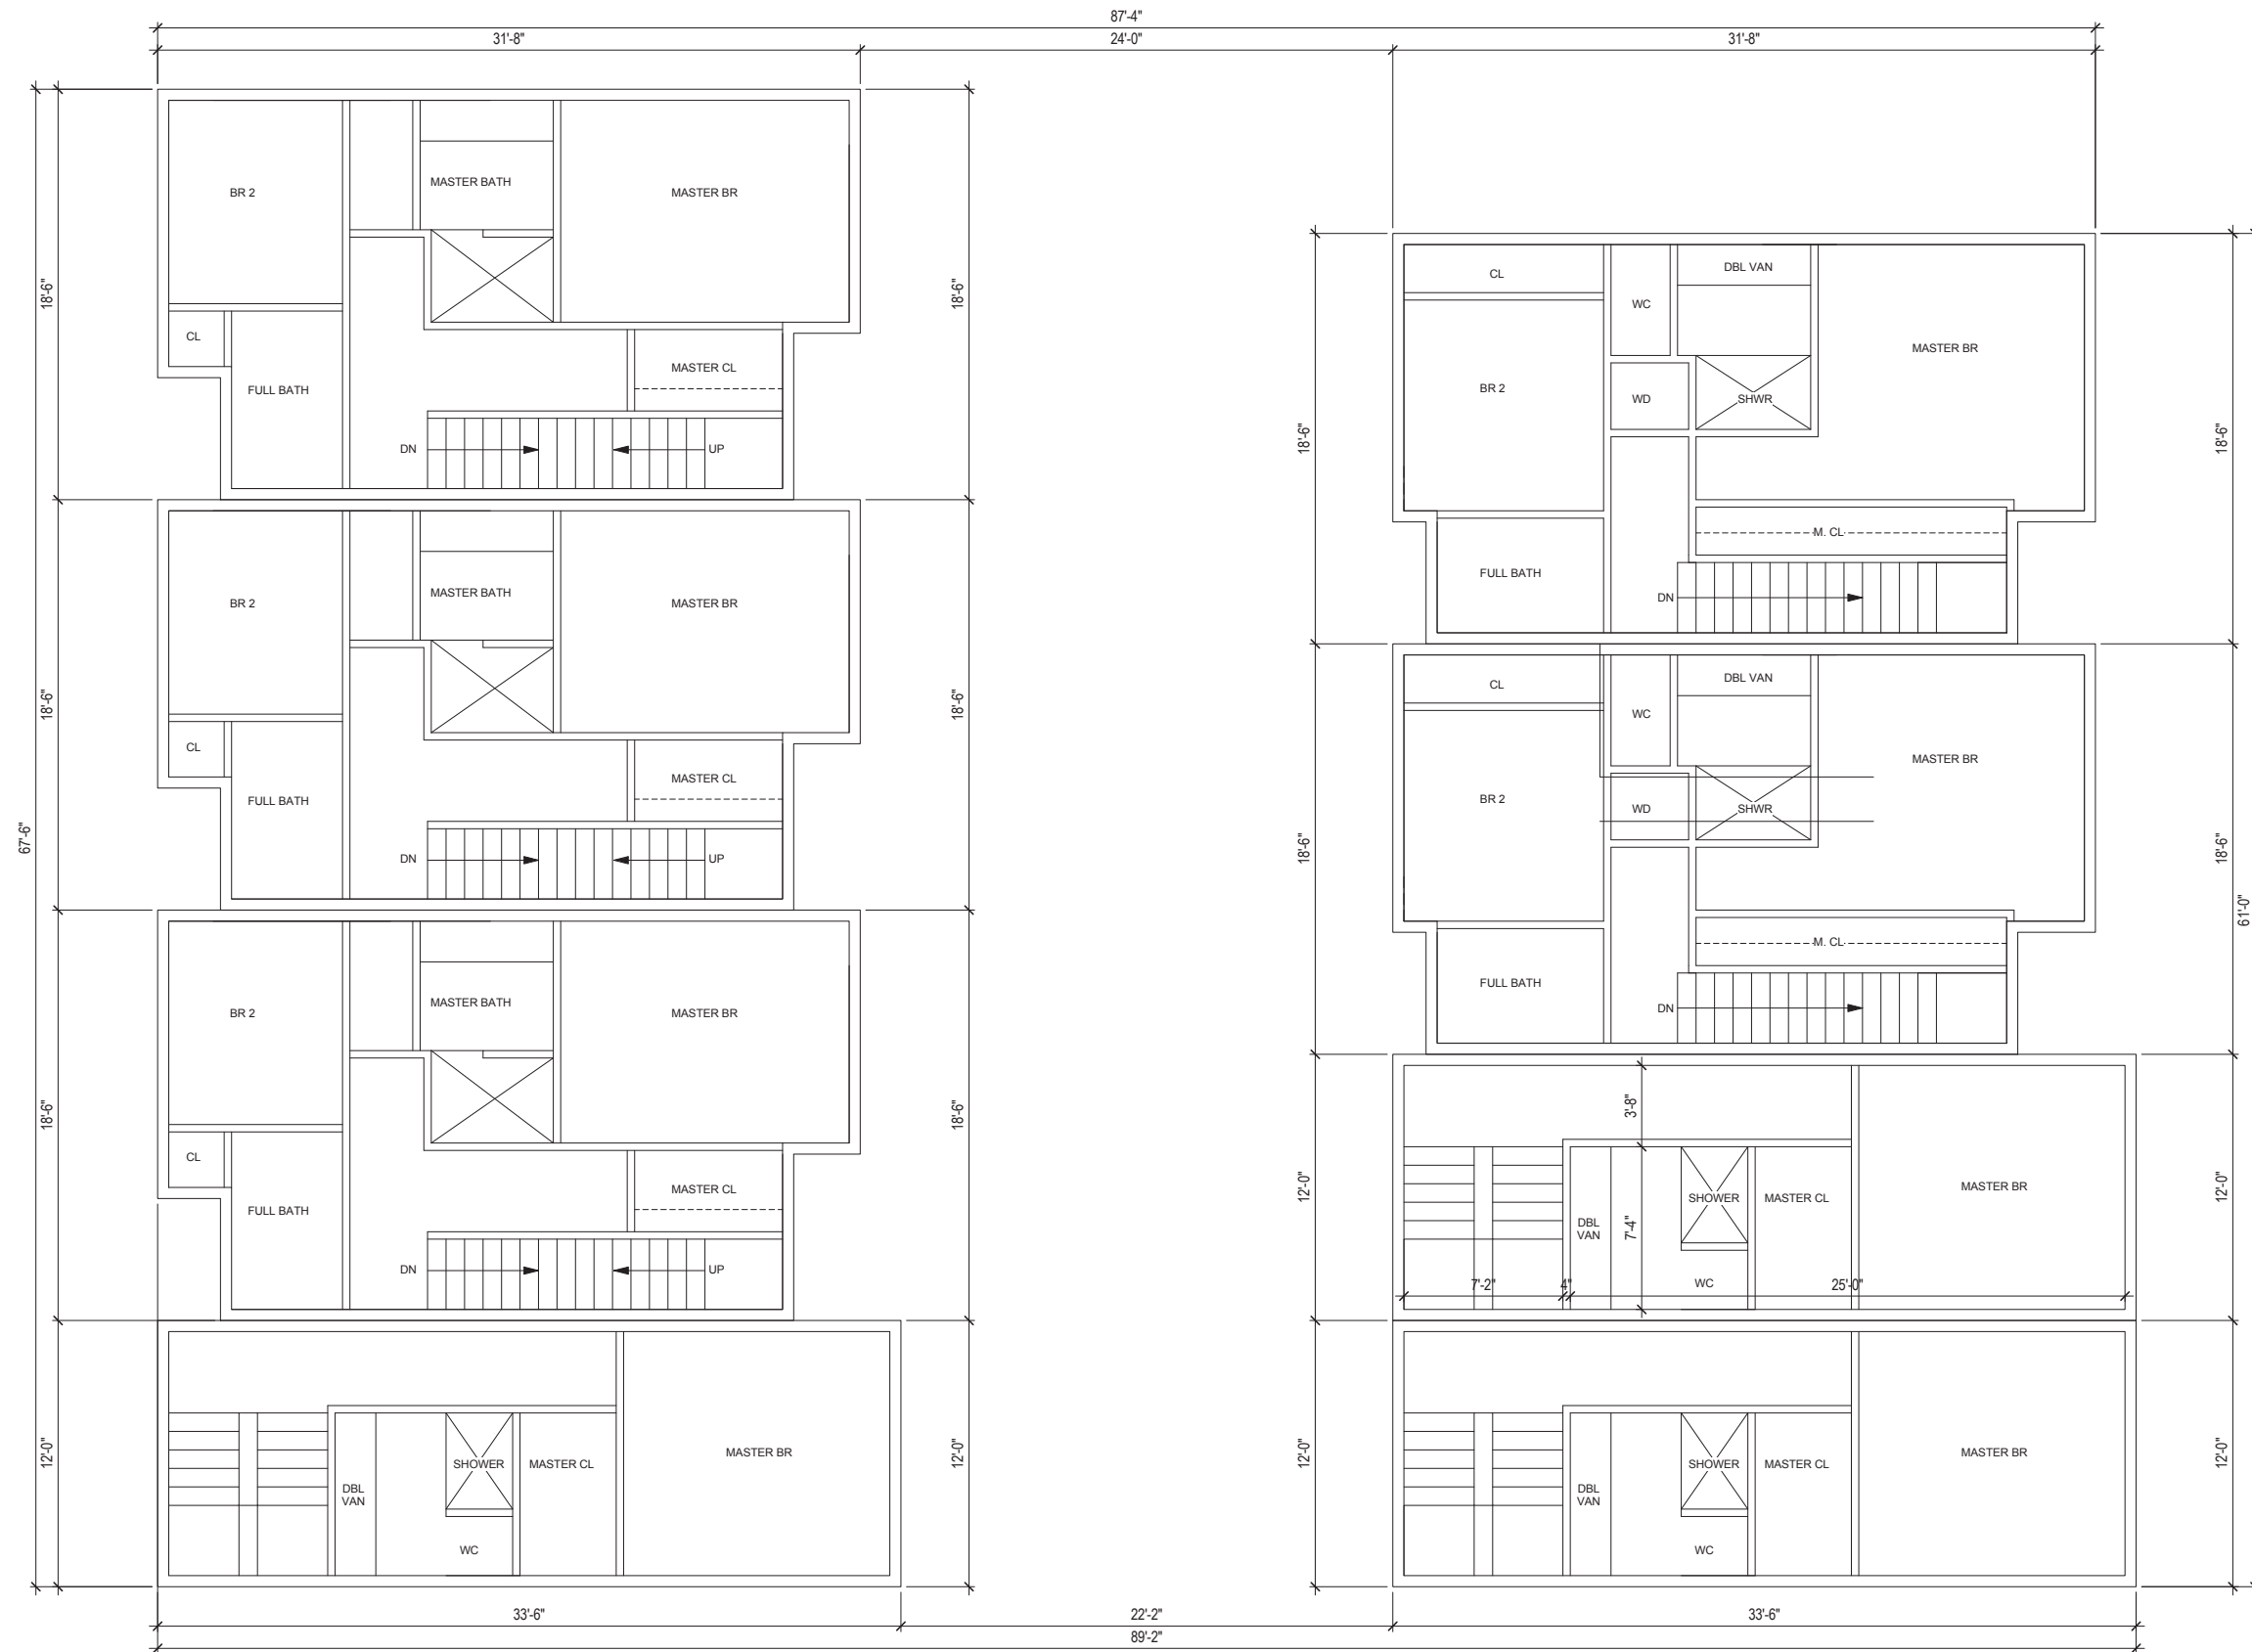 87'-4"
31'-8"
24'-0"
31'-8"
BR 2
MASTER BATH
MASTER BR
18'-6"
18'-6"
CL
MASTER CL
FULL BATH
DN
UP
BR 2
MASTER BATH
MASTER BR
18'-6"
18'-6"
CL
MASTER CL
FULL BATH
DN
UP
67'-6"
BR 2
MASTER BATH
MASTER BR
18'-6"
18'-6"
CL
MASTER CL
FULL BATH
DN
UP
12'-0"
12'-0"
MASTER BR
SHOWER
MASTER CL
DBL
VAN
WC
CL
DBL VAN
WC
MASTER BR
BR 2
WD
SHWR
18'-6"
18'-6"
M. CL
FULL BATH
DN
CL
DBL VAN
WC
MASTER BR
BR 2
WD
SHWR
18'-6"
18'-6"
61'-0"
M. CL
FULL BATH
DN
3'-8"
12'-0"
12'-0"
MASTER BR
SHOWER
MASTER CL
DBL
VAN
7'-4"
WC
7'-2"
4"
25'-0"
12'-0"
12'-0"
MASTER BR
SHOWER
MASTER CL
DBL
VAN
WC
33'-6"
22'-2"
33'-6"
89'-2"